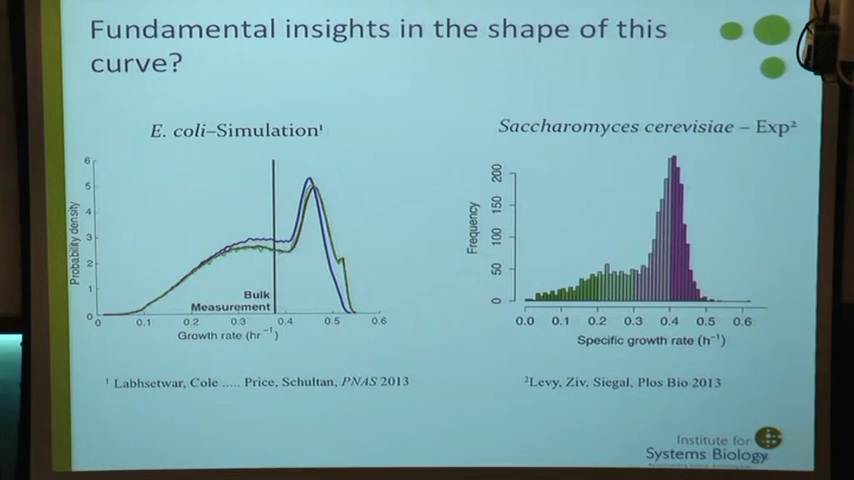 Fundamental insights in the shape of this
curve?
E. coli–Simulation¹
Saccharomyces cerevisiae – Exp²
6
5
4
3
2
1
0
Probability density
Bulk
Measurement
0 0.1 0.2 0.3 0.4 0.5 0.6
Growth rate (hr⁻¹)
200
150
100
50
0
Frequency
0.0 0.1 0.2 0.3 0.4 0.5 0.6
Specific growth rate (h⁻¹)
¹ Labhsetwar, Cole ..... Price, Schultan, PNAS 2013
²Levy, Ziv, Siegal, Plos Bio 2013
Institute for
Systems Biology